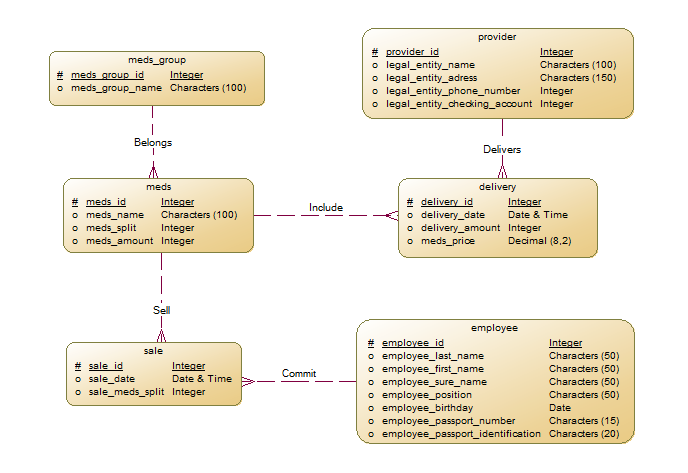 meds_group
# meds_group_id Integer
o meds_group_name Characters (100)
provider
# provider_id Integer
o legal_entity_name Characters (100)
o legal_entity_adress Characters (150)
o legal_entity_phone_number Integer
o legal_entity_checking_account Integer
Belongs
Delivers
meds
# meds_id Integer
o meds_name Characters (100)
o meds_split Integer
o meds_amount Integer
Include
delivery
# delivery_id Integer
o delivery_date Date & Time
o delivery_amount Integer
o meds_price Decimal (8,2)
Sell
sale
# sale_id Integer
o sale_date Date & Time
o sale_meds_split Integer
Commit
employee
# employee_id Integer
o employee_last_name Characters (50)
o employee_first_name Characters (50)
o employee_sure_name Characters (50)
o employee_position Characters (50)
o employee_birthday Date
o employee_passport_number Characters (15)
o employee_passport_identification Characters (20)